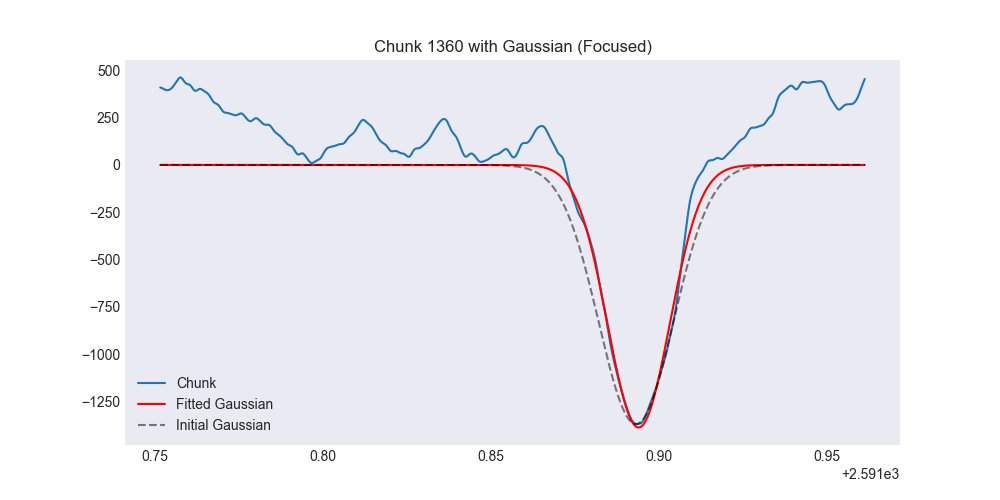 Chunk 1360 with Gaussian (Focused)
500
250
0
−250
−500
−750
−1000
−1250
Chunk
Fitted Gaussian
Initial Gaussian
0.75 0.80 0.85 0.90 0.95
+2.591e3